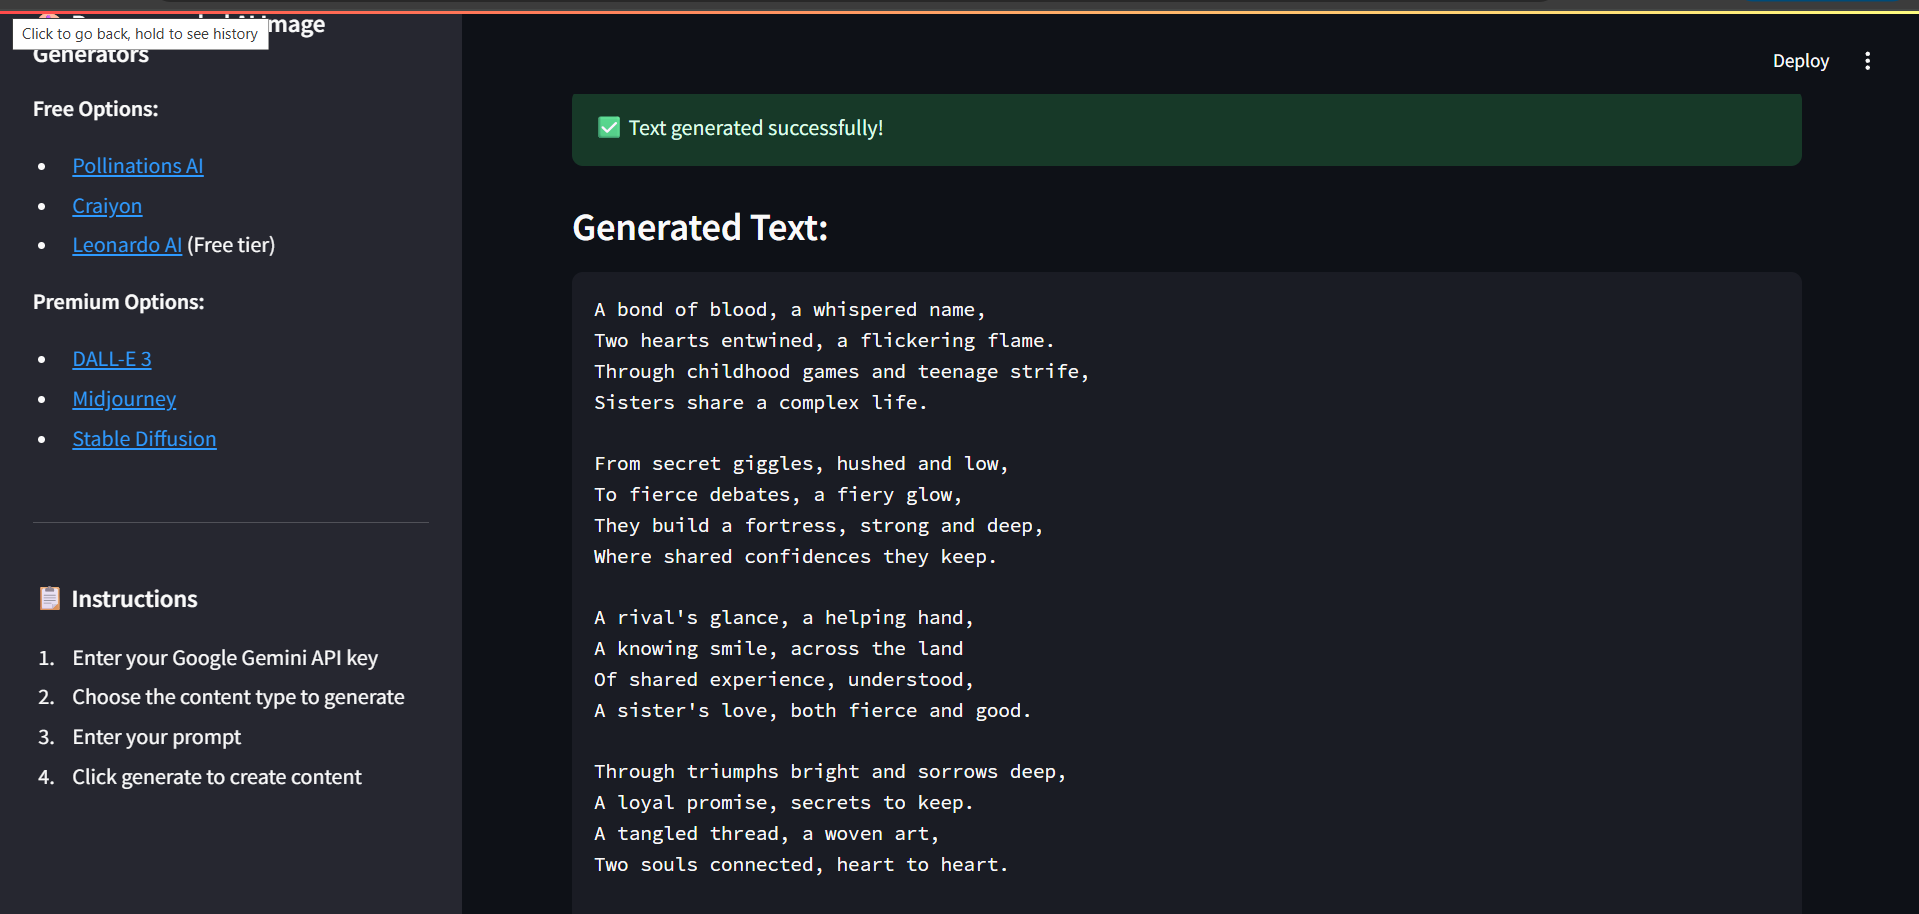 Image
Click to go back, hold to see history
Generators
Free Options:
Pollinations AI
Craiyon
Leonardo AI (Free tier)
Premium Options:
DALL-E 3
Midjourney
Stable Diffusion
📋 Instructions
1. Enter your Google Gemini API key
2. Choose the content type to generate
3. Enter your prompt
4. Click generate to create content
Deploy
✅ Text generated successfully!
Generated Text:
A bond of blood, a whispered name,
Two hearts entwined, a flickering flame.
Through childhood games and teenage strife,
Sisters share a complex life.
From secret giggles, hushed and low,
To fierce debates, a fiery glow,
They build a fortress, strong and deep,
Where shared confidences they keep.
A rival's glance, a helping hand,
A knowing smile, across the land
Of shared experience, understood,
A sister's love, both fierce and good.
Through triumphs bright and sorrows deep,
A loyal promise, secrets to keep.
A tangled thread, a woven art,
Two souls connected, heart to heart.